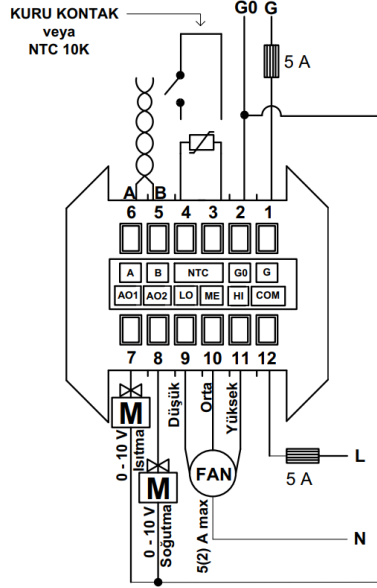 KURU KONTAK
veya
NTC 10K
G0 G
5 A
A B
6 5 4 3 2 1
A B NTC G0 G
AO1 AO2 LO ME HI COM
7 8 9 10 11 12
M
0 - 10 V
Isıtma
M
0 - 10 V
Soğutma
Düşük
Orta
Yüksek
FAN
5(2) A max
5 A
L
N